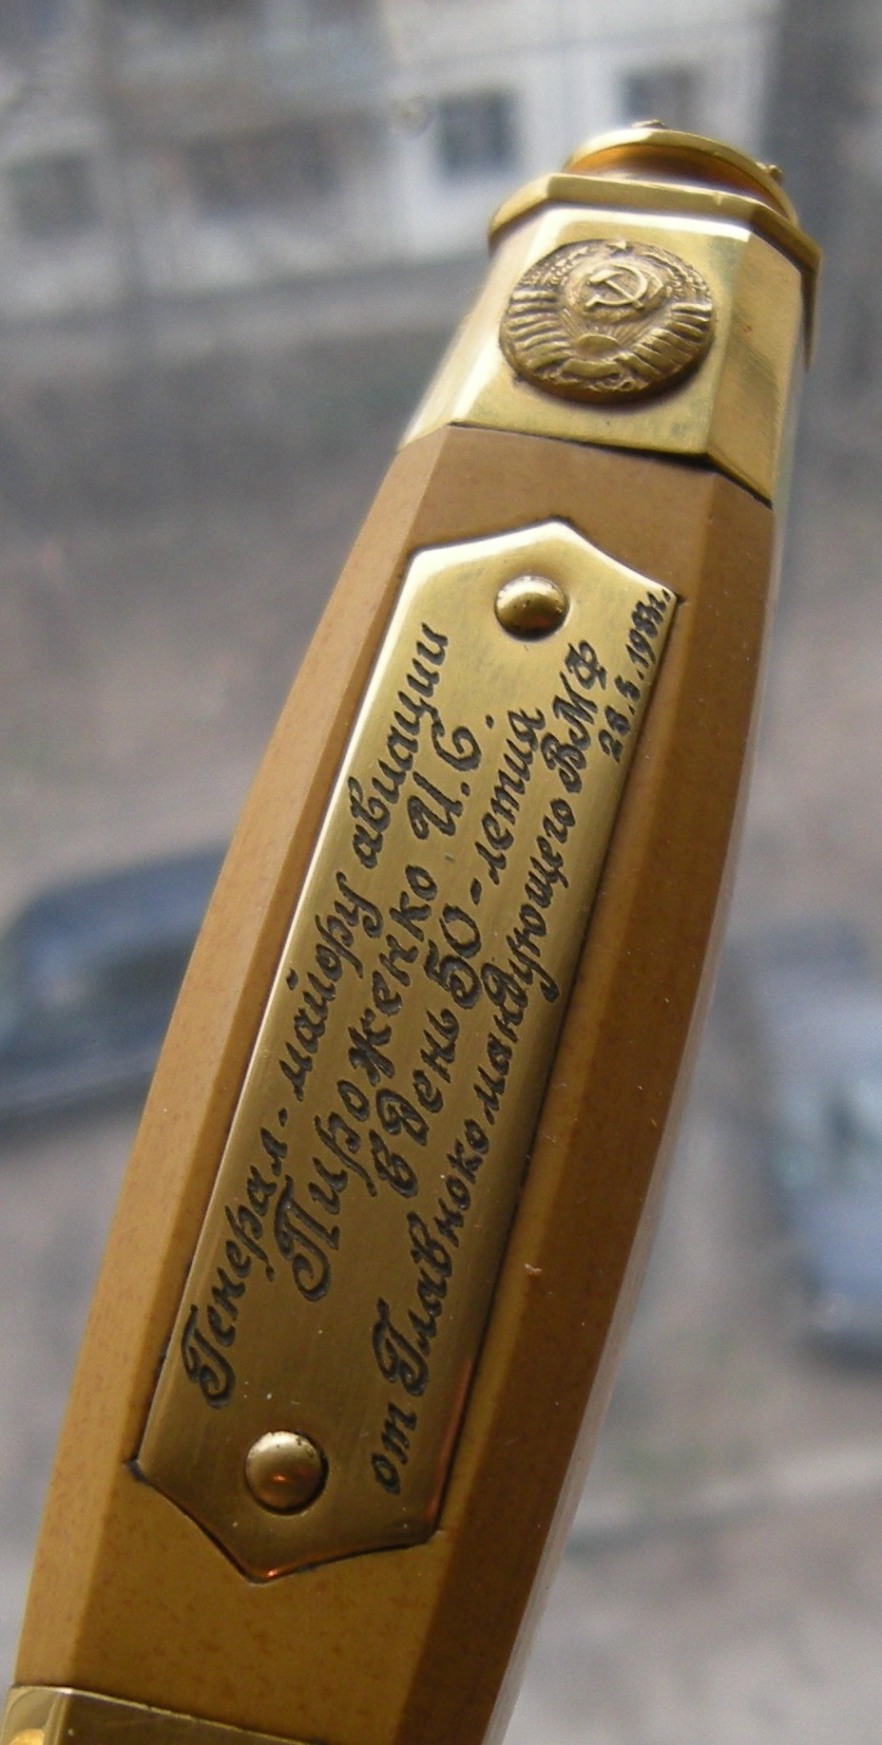 Генерал-майору авиации
Пироженко И.С.
в День 50-летия
от Главнокомандующего ВМФ